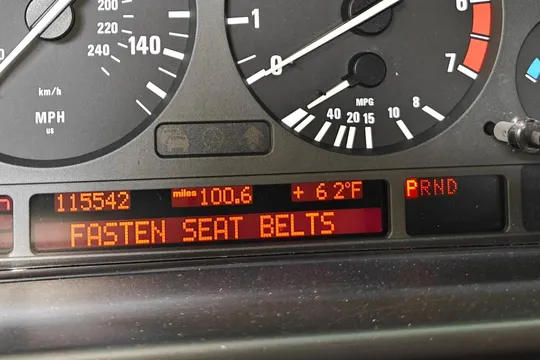 200
220
240
140
km/h
MPH
US
1
0
6
7
MPG
40 20 15 10 8
115542 miles 100.6 + 62°F
PRND
FASTEN SEAT BELTS